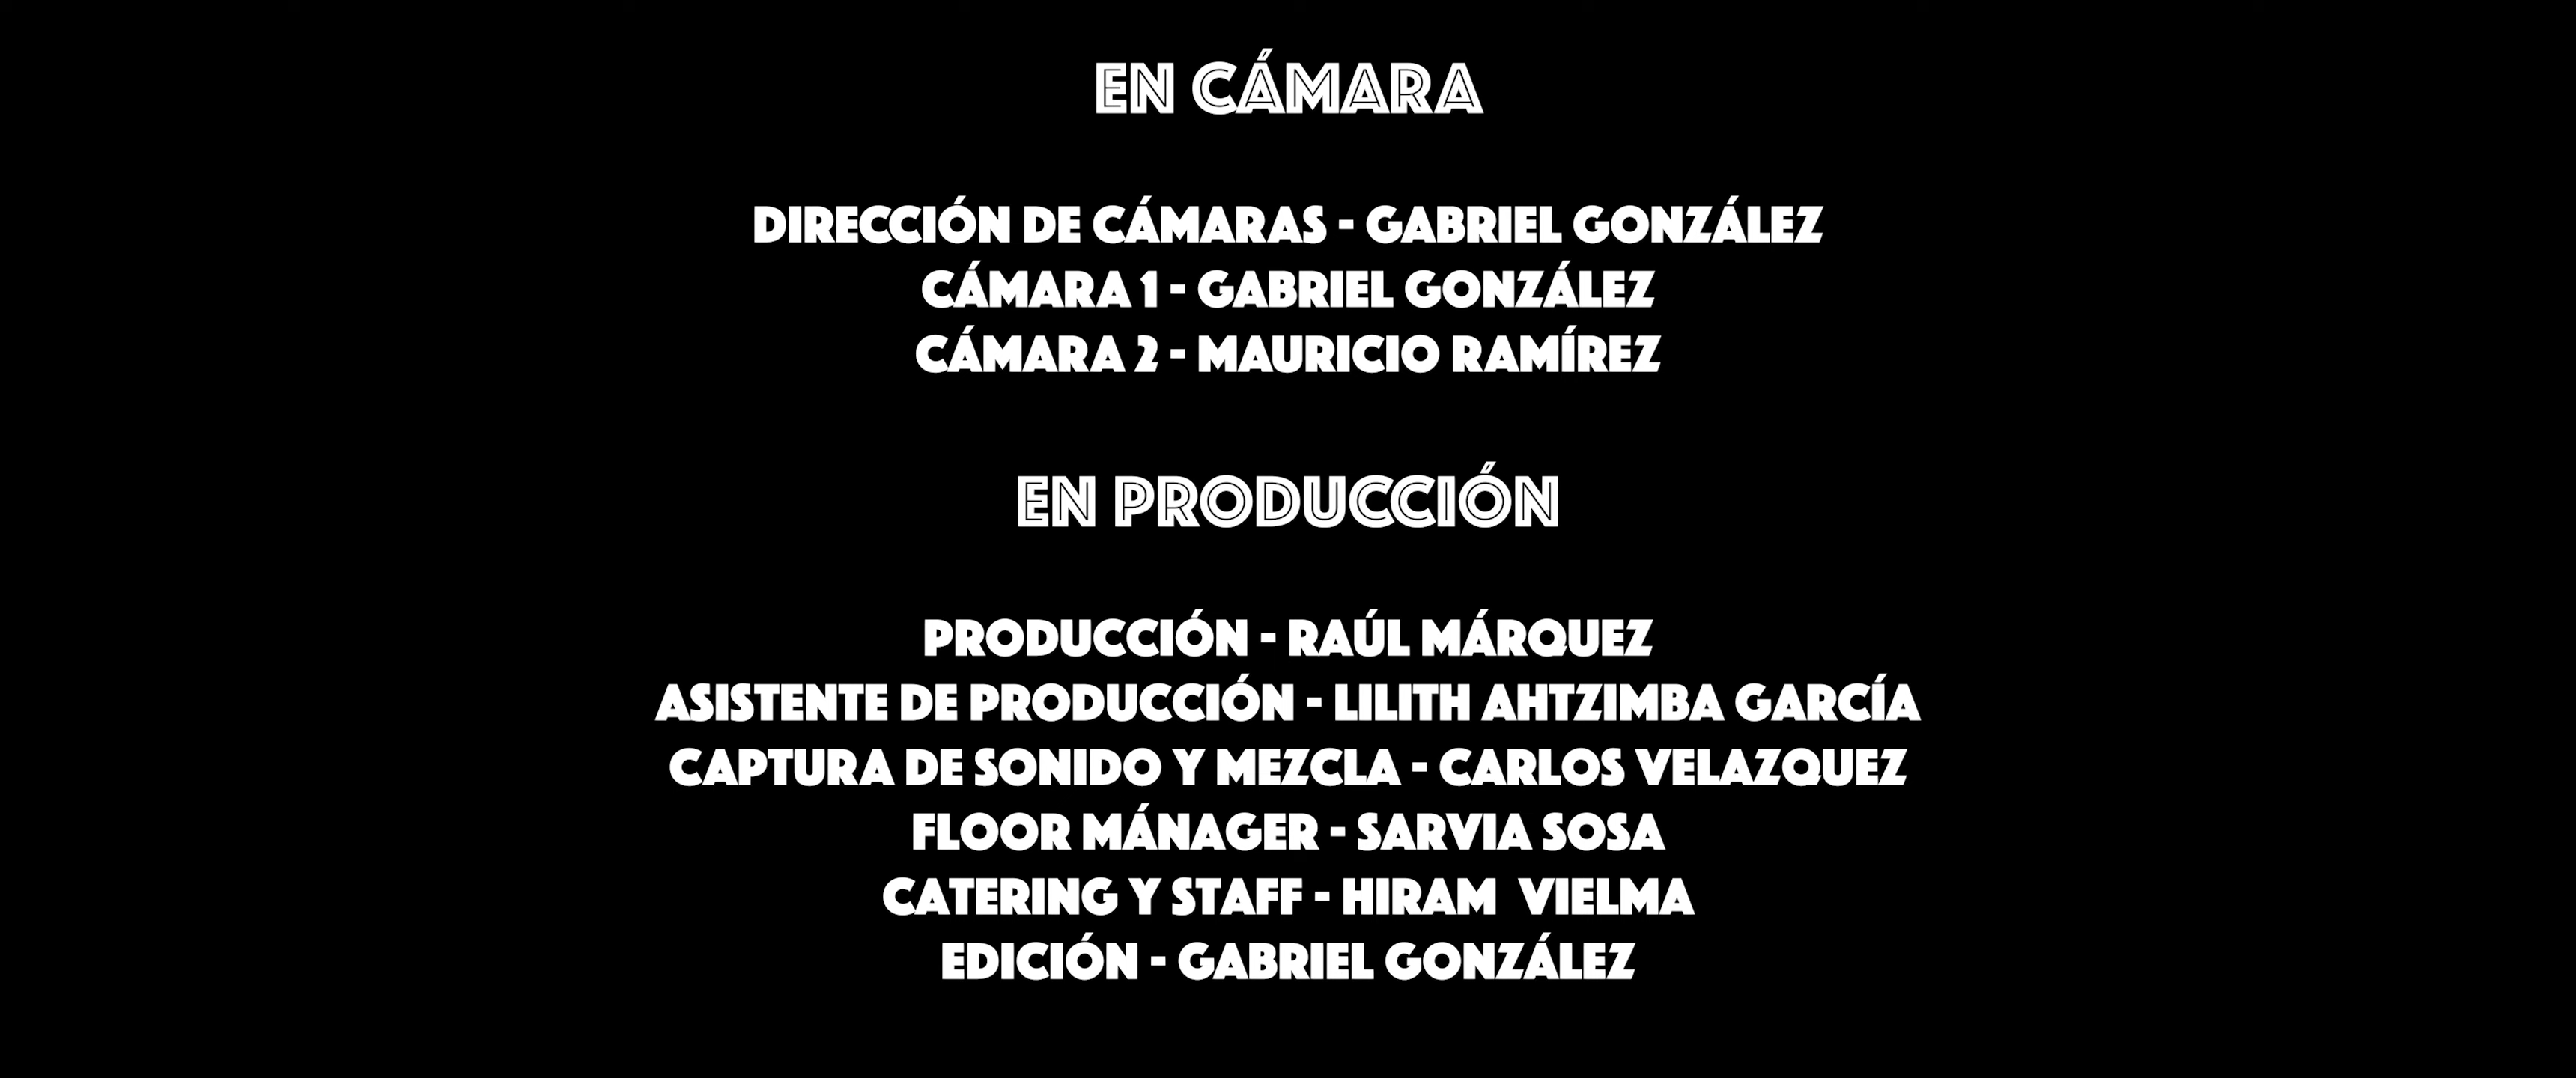 EN CÁMARA
DIRECCIÓN DE CÁMARAS - GABRIEL GONZÁLEZ
CÁMARA 1 - GABRIEL GONZÁLEZ
CÁMARA 2 - MAURICIO RAMÍREZ
EN PRODUCCIÓN
PRODUCCIÓN - RAÚL MÁRQUEZ
ASISTENTE DE PRODUCCIÓN - LILITH AHTZIMBA GARCÍA
CAPTURA DE SONIDO Y MEZCLA - CARLOS VELAZQUEZ
FLOOR MÁNAGER - SARVIA SOSA
CATERING Y STAFF - HIRAM  VIELMA
EDICIÓN - GABRIEL GONZÁLEZ